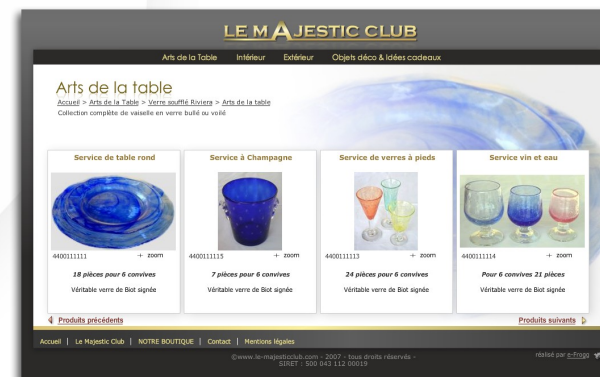 LE MAJESTIC CLUB
Arts de la Table Intérieur Extérieur Objets déco & Idées cadeaux
Arts de la table
Accueil > Arts de la Table > Verre soufflé Riviera > Arts de la table
Collection complète de vaiselle en verre bullé ou voilé
Service de table rond
4400111111 + zoom
18 pièces pour 6 convives
Véritable verre de Biot signée
Service à Champagne
4400111115 + zoom
7 pièces pour 6 convives
Véritable verre de Biot signée
Service de verres à pieds
4400111113 + zoom
24 pièces pour 6 convives
Véritable verre de Biot signée
Service vin et eau
4400111114 + zoom
Pour 6 convives 21 pièces
Véritable verre de Biot signée
Produits précédents Produits suivants
Accueil | Le Majestic Club | NOTRE BOUTIQUE | Contact | Mentions légales
©www.le-majesticclub.com - 2007 - tous droits réservés -
SIRET : 500 043 112 00019
réalisé par e-Frogg